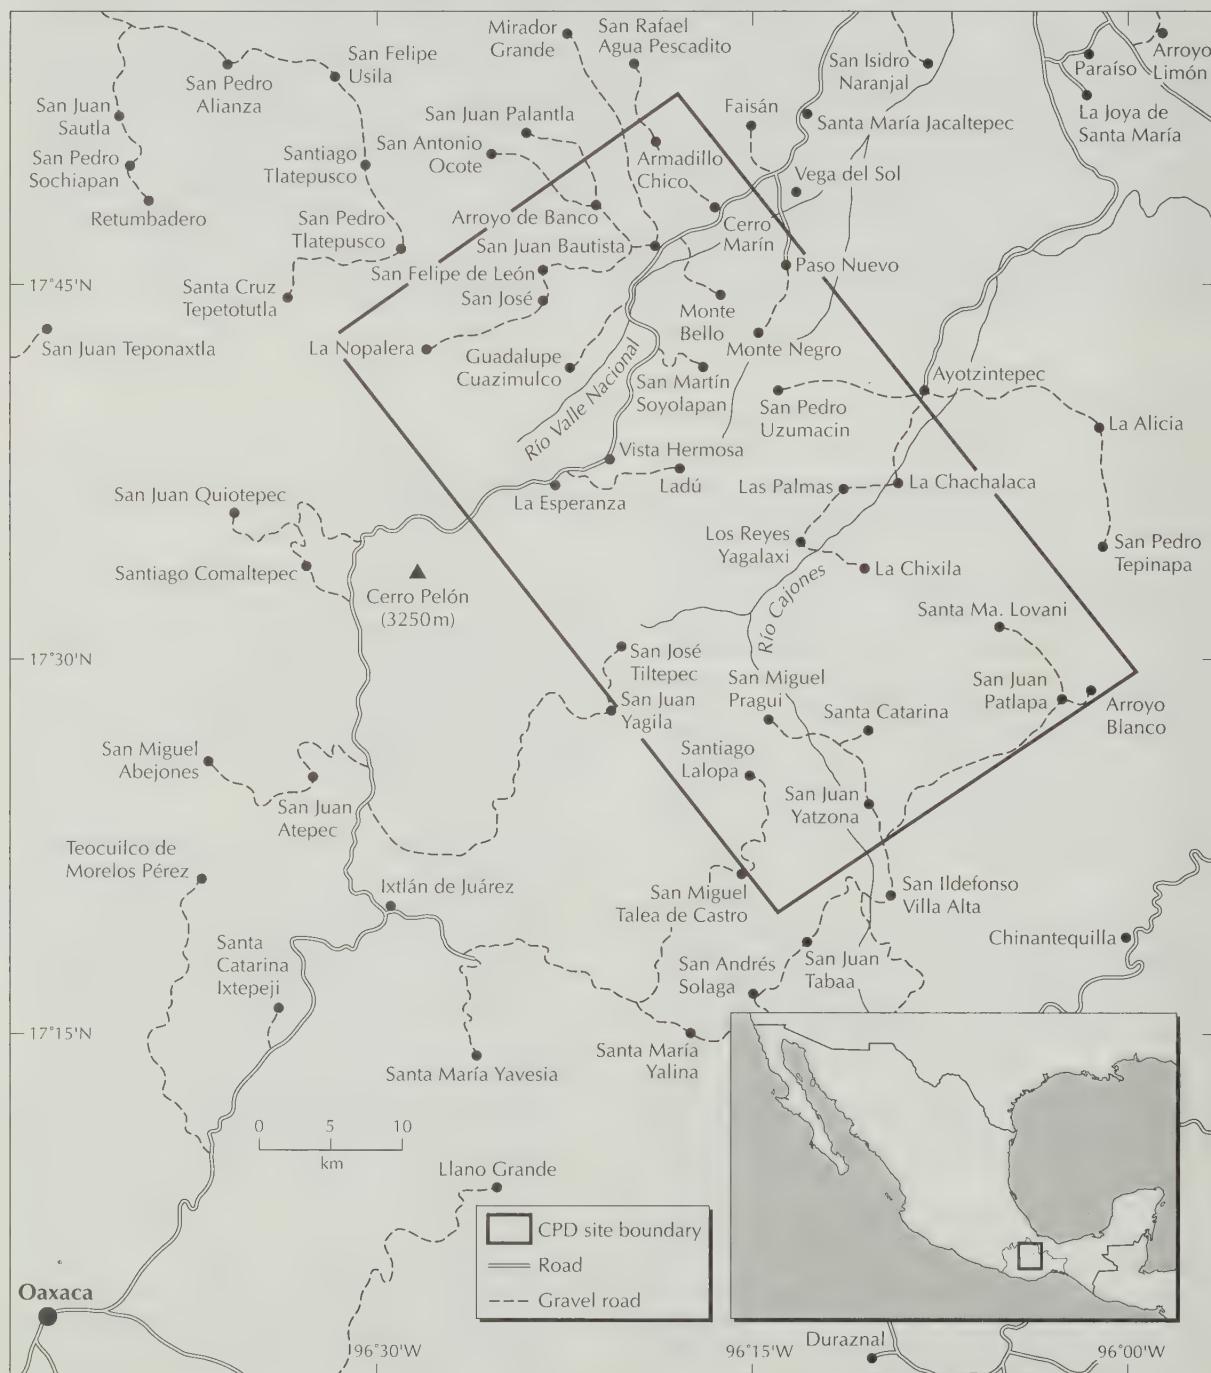 Mirador
Grande
San Rafael
Agua Pescadito
San Felipe
Usila
San Pedro
Alianza
San Isidro
Naranjal
Paraíso
Arroyo
Limón
San Juan
Sautla
San Juan Palantla
Faisán
Santa María Jacaltepec
La Joya de
Santa María
San Antonio
Ocote
San Pedro
Sochiapan
Santiago
Tlatepusco
Armadillo
Chico
Vega del Sol
Retumbadero
San Pedro
Tlatepusco
Arroyo de Banco
San Juan Bautista
Cerro
Marín
Paso Nuevo
San Felipe de León
San José
17°45'N
Santa Cruz
Tepetotutla
Monte
Bello
San Juan Teponaxtla
La Nopalera
Guadalupe
Cuazimulco
Río Valle Nacional
San Martín
Soyolapan
Monte Negro
Ayotzintepec
San Pedro
Uzumacin
La Alicia
Vista Hermosa
Ladú
La Esperanza
San Juan Quiotepec
Las Palmas
La Chachalaca
Los Reyes
Yagalaxi
San Pedro
Tepinapa
Santiago Comaltepec
Cerro Pelón
(3250m)
La Chixila
Río Cajones
Santa Ma. Lovani
17°30'N
San José
Tiltepec
San Miguel
Pragui
San Juan
Patlapa
Arroyo
Blanco
San Juan
Yagila
Santa Catarina
San Miguel
Abejones
Santiago
Lalopa
San Juan
Atepec
San Juan
Yatzona
Teocuilco de
Morelos Pérez
Ixtlán de Juárez
San Miguel
Talea de Castro
San Ildefonso
Villa Alta
Santa
Catarina
Ixtepeji
Chinantequilla
San Andrés
Solaga
San Juan
Tabaa
17°15'N
Santa María Yavesia
Santa María
Yalina
0 5 10
km
Llano Grande
CPD site boundary
Road
Gravel road
Oaxaca
Duraznal
96°30'W
96°15'W
96°00'W